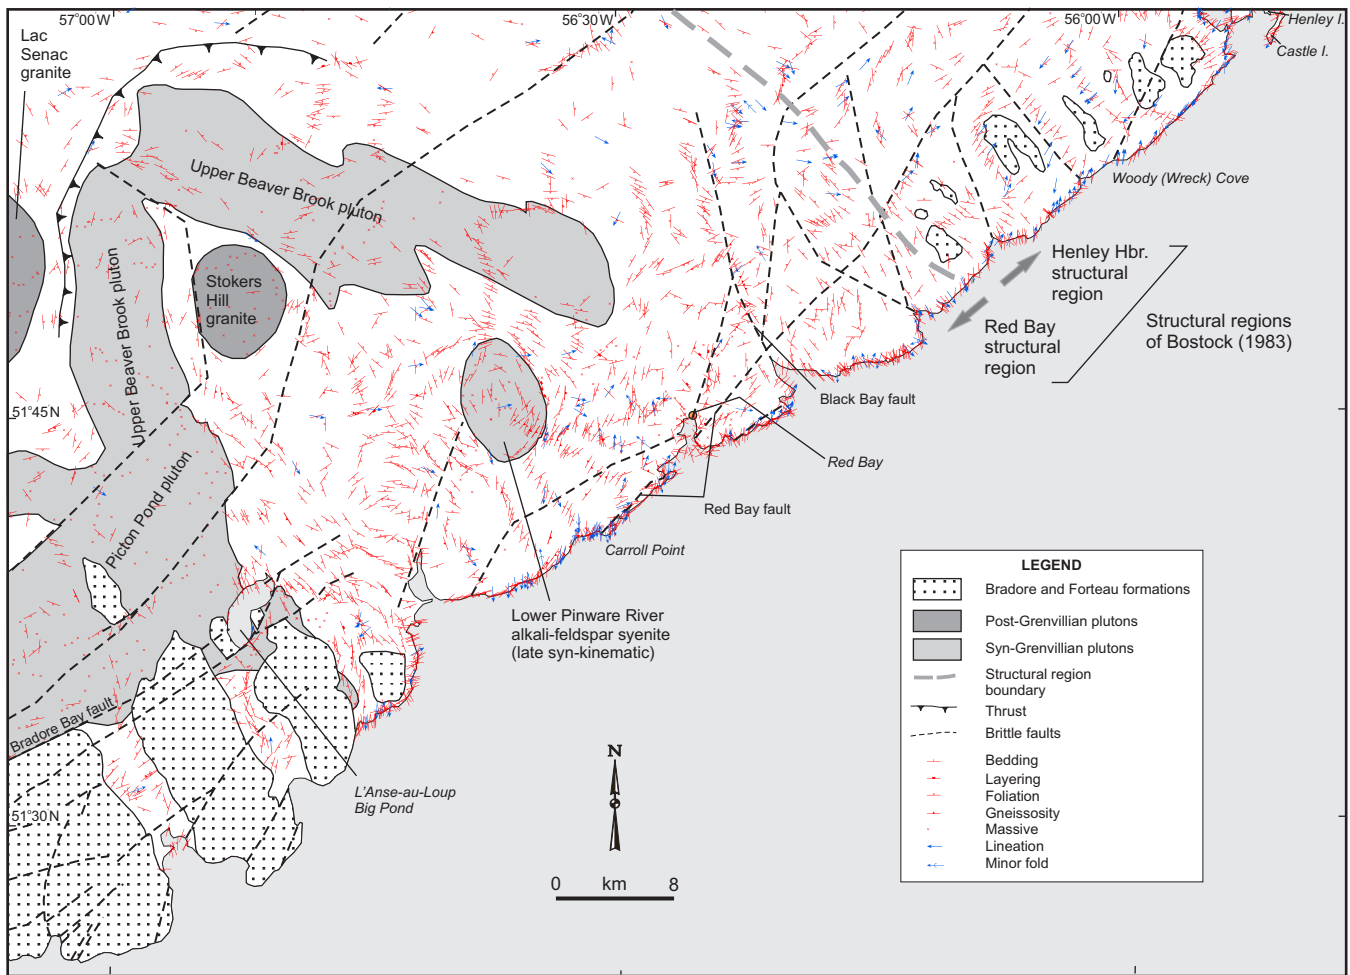 57°00'W
56°30'W
56°00'W
Henley I.
Castle I.
Lac
Senac
granite
Upper Beaver Brook pluton
Woody (Wreck) Cove
Upper Beaver Brook pluton
Stokers
Hill
granite
Henley Hbr.
structural
region
Red Bay
structural
region
Structural regions
of Bostock (1983)
51°45'N
Black Bay fault
Red Bay
Picton Pond pluton
Red Bay fault
Carroll Point
Lower Pinware River
alkali-feldspar syenite
(late syn-kinematic)
Bradore Bay fault
L'Anse-au-Loup
Big Pond
51°30'N
N
0 km 8
LEGEND
Bradore and Forteau formations
Post-Grenvillian plutons
Syn-Grenvillian plutons
Structural region
boundary
Thrust
Brittle faults
Bedding
Layering
Foliation
Gneissosity
Massive
Lineation
Minor fold